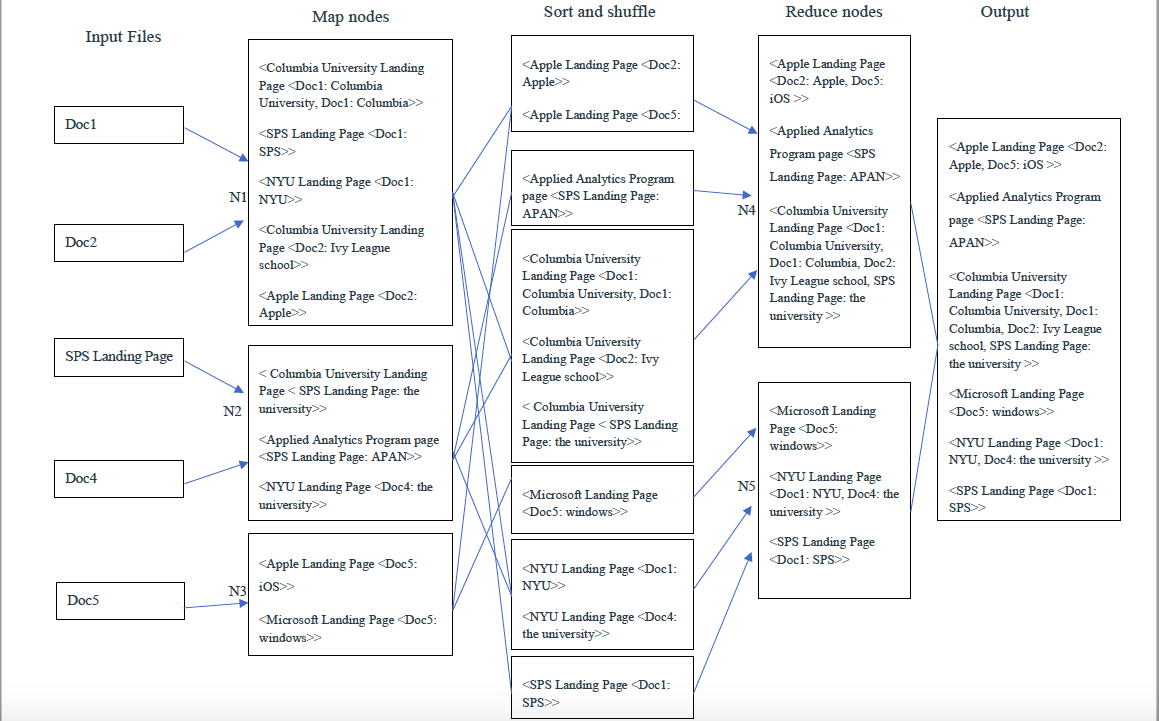 Input Files
Map nodes
Sort and shuffle
Reduce nodes
Output
Doc1
Doc2
SPS Landing Page
Doc4
Doc5
N1
N2
N3
<Columbia University Landing
Page <Doc1: Columbia
University, Doc1: Columbia>>
<SPS Landing Page <Doc1:
SPS>>
<NYU Landing Page <Doc1:
NYU>>
<Columbia University Landing
Page <Doc2: Ivy League
school>>
<Apple Landing Page <Doc2:
Apple>>
< Columbia University Landing
Page < SPS Landing Page: the
university>>
<Applied Analytics Program page
<SPS Landing Page: APAN>>
<NYU Landing Page <Doc4: the
university>>
<Apple Landing Page <Doc5:
iOS>>
<Microsoft Landing Page <Doc5:
windows>>
<Apple Landing Page <Doc2:
Apple>>
<Apple Landing Page <Doc5:
<Applied Analytics Program
page <SPS Landing Page:
APAN>>
<Columbia University
Landing Page <Doc1:
Columbia University, Doc1:
Columbia>>
<Columbia University
Landing Page <Doc2: Ivy
League school>>
< Columbia University
Landing Page < SPS Landing
Page: the university>>
<Microsoft Landing Page
<Doc5: windows>>
<NYU Landing Page <Doc1:
NYU>>
<NYU Landing Page <Doc4:
the university>>
<SPS Landing Page <Doc1:
SPS>>
N4
N5
<Apple Landing Page
<Doc2: Apple, Doc5:
iOS >>
<Applied Analytics
Program page <SPS
Landing Page: APAN>>
<Columbia University
Landing Page <Doc1:
Columbia University,
Doc1: Columbia, Doc2:
Ivy League school, SPS
Landing Page: the
university >>
<Microsoft Landing
Page <Doc5:
windows>>
<NYU Landing Page
<Doc1: NYU, Doc4: the
university >>
<SPS Landing Page
<Doc1: SPS>>
<Apple Landing Page <Doc2:
Apple, Doc5: iOS >>
<Applied Analytics Program
page <SPS Landing Page:
APAN>>
<Columbia University
Landing Page <Doc1:
Columbia University, Doc1:
Columbia, Doc2: Ivy League
school, SPS Landing Page:
the university >>
<Microsoft Landing Page
<Doc5: windows>>
<NYU Landing Page <Doc1:
NYU, Doc4: the university >>
<SPS Landing Page <Doc1:
SPS>>